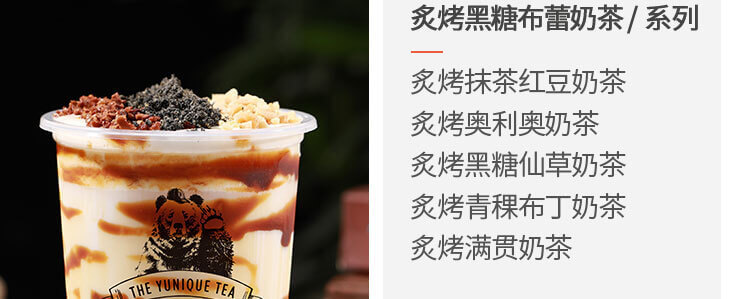 炙烤黑糖布蕾奶茶 / 系列
炙烤抹茶红豆奶茶
炙烤奥利奥奶茶
炙烤黑糖仙草奶茶
炙烤青稞布丁奶茶
炙烤满贯奶茶
THE YUNIQUE TEA